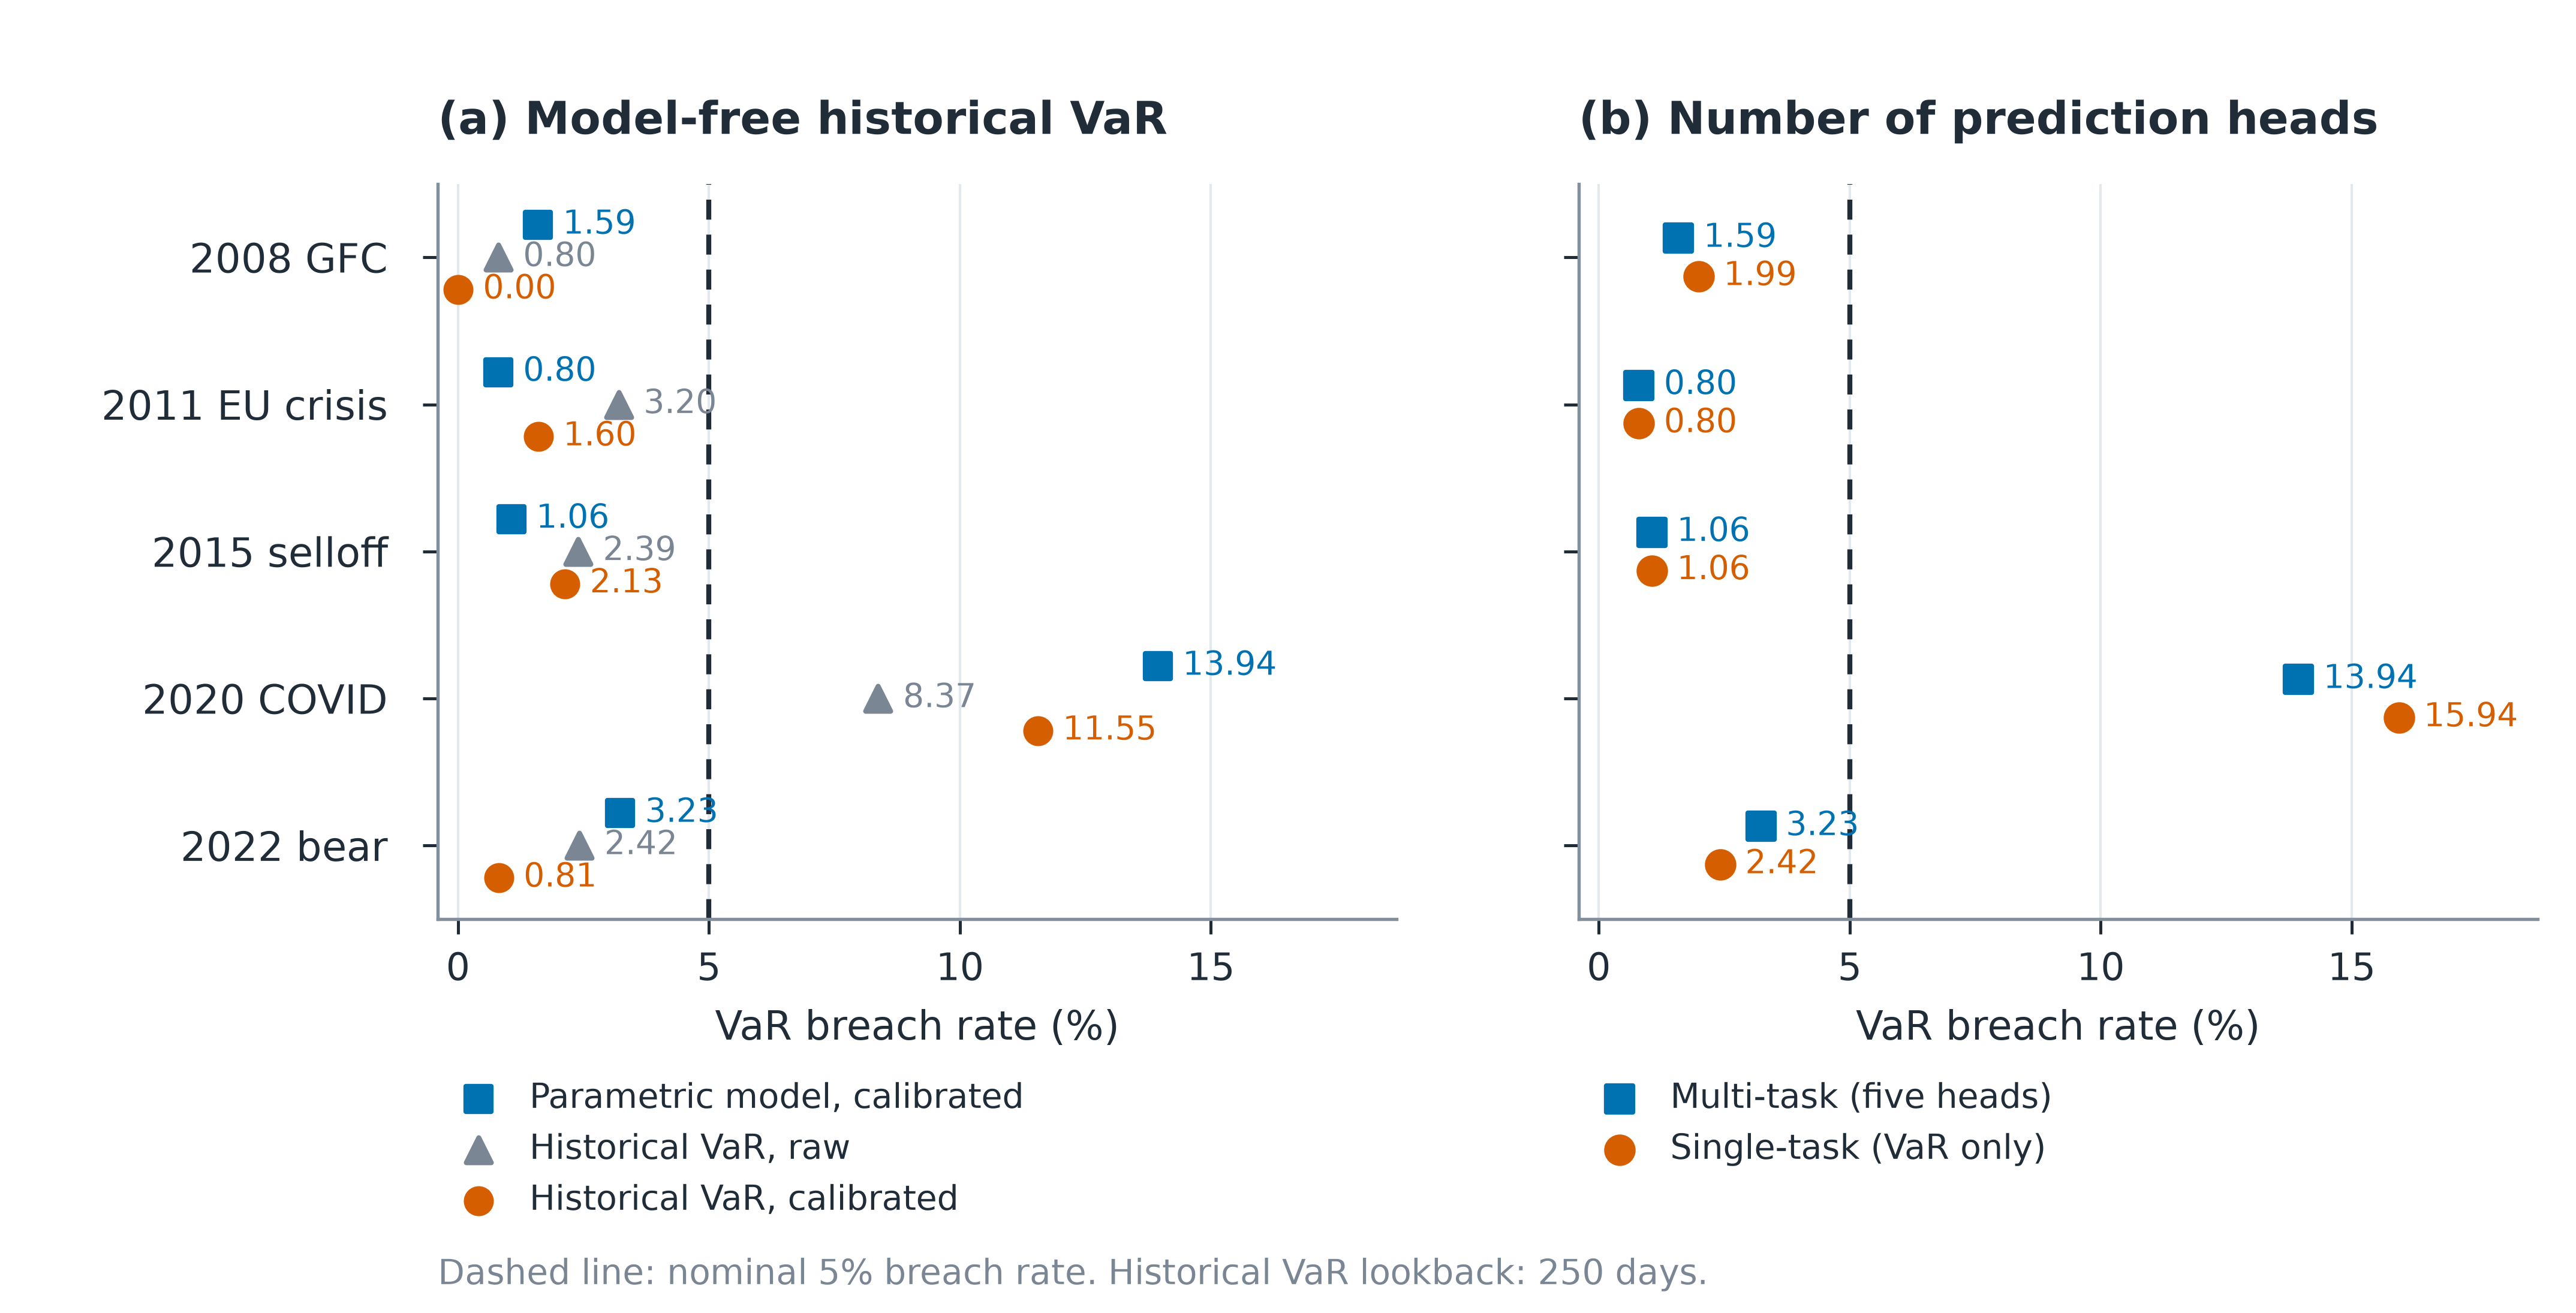 (a) Model-free historical VaR
2008 GFC
2011 EU crisis
2015 selloff
2020 COVID
2022 bear
1.59
0.80
0.00
0.80
3.20
1.60
1.06
2.39
2.13
13.94
8.37
11.55
3.23
2.42
0.81
0 5 10 15
VaR breach rate (%)
Parametric model, calibrated
Historical VaR, raw
Historical VaR, calibrated
(b) Number of prediction heads
1.59
1.99
0.80
0.80
1.06
1.06
13.94
15.94
3.23
2.42
0 5 10 15
VaR breach rate (%)
Multi-task (five heads)
Single-task (VaR only)
Dashed line: nominal 5% breach rate. Historical VaR lookback: 250 days.